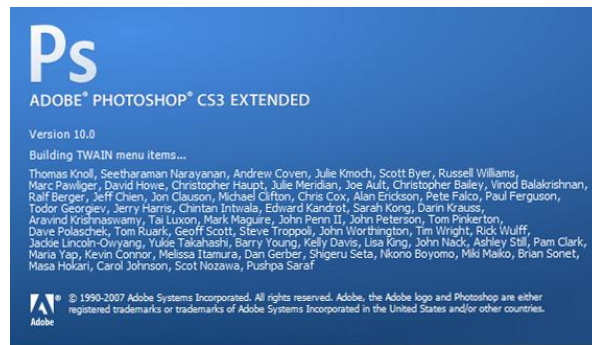 Ps
ADOBE® PHOTOSHOP® CS3 EXTENDED
Version 10.0
Building TWAIN menu items...
Thomas Knoll, Seetharaman Narayanan, Andrew Coven, Julie Kmoch, Scott Byer, Russell Williams,
Marc Pawliger, David Howe, Christopher Haupt, Julie Meridian, Joe Ault, Christopher Bailey, Vinod Balakrishnan,
Ralf Berger, Jeff Chien, Jon Clauson, Michael Clifton, Chris Cox, Alan Erickson, Pete Falco, Paul Ferguson,
Todor Georgiev, Jerry Harris, Chintan Intwala, Edward Kandrot, Sarah Kong, Darin Krauss,
Aravind Krishnaswamy, Tai Luxon, Mark Maguire, John Penn II, John Peterson, Tom Pinkerton,
Dave Polaschek, Tom Ruark, Geoff Scott, Steve Troppoli, John Worthington, Tim Wright, Rick Wulff,
Jackie Lincoln-Owyang, Yukie Takahashi, Barry Young, Kelly Davis, Lisa King, John Nack, Ashley Still, Pam Clark,
Maria Yap, Kevin Connor, Melissa Itamura, Dan Gerber, Shigeru Seta, Nkono Boyomo, Miki Maiko, Brian Sonet,
Masa Hokari, Carol Johnson, Scot Nozawa, Pushpa Saraf
© 1990-2007 Adobe Systems Incorporated. All rights reserved. Adobe, the Adobe logo and Photoshop are either
registered trademarks or trademarks of Adobe Systems Incorporated in the United States and/or other countries.
Adobe